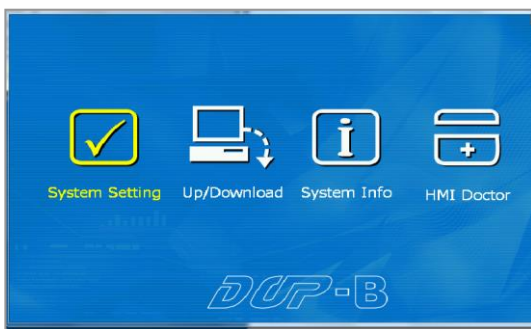 System Setting
Up/Download
System Info
HMI Doctor
DOP-B